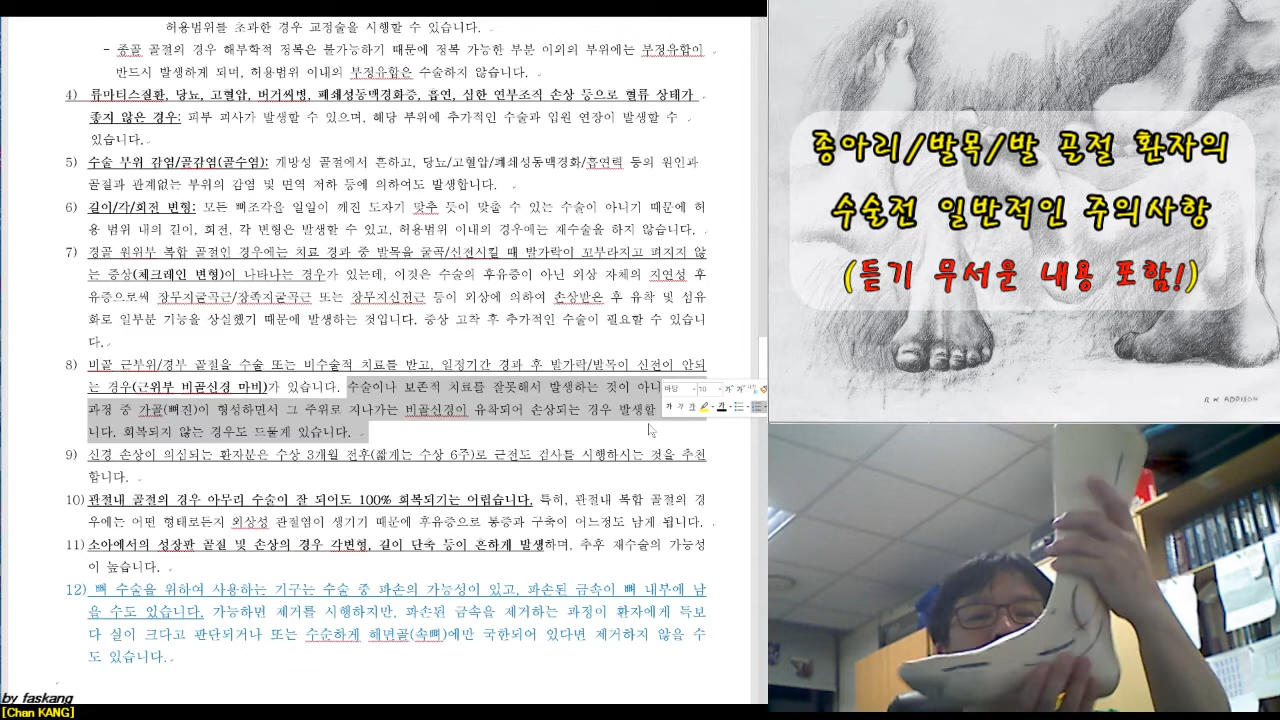 허용범위를 초과한 경우 교정술을 시행할 수 있습니다.
- 종골 골절의 경우 해부학적 정복은 불가능하기 때문에 정복 가능한 부분 이외의 부위에는 부정유합이
반드시 발생하게 되며, 허용범위 이내의 부정유합은 수술하지 않습니다.
4) 류마티스질환, 당뇨, 고혈압, 버거씨병, 폐쇄성동맥경화증, 흡연, 심한 연부조직 손상 등으로 혈류 상태가
좋지 않은 경우: 피부 괴사가 발생할 수 있으며, 해당 부위에 추가적인 수술과 입원 연장이 발생할 수
있습니다.
5) 수술 부위 감염/골감염(골수염): 개방성 골절에서 흔하고, 당뇨/고혈압/폐쇄성동맥경화/흡연력 등의 원인과
골절과 관계없는 부위의 감염 및 면역 저하 등에 의하여도 발생합니다.
6) 길이/각/회전 변형: 모든 뼈조각을 일일이 깨진 도자기 맞추 듯이 맞출 수 있는 수술이 아니기 때문에 허
용 범위 내의 길이, 회전, 각 변형은 발생할 수 있고, 허용범위 이내의 경우에는 재수술을 하지 않습니다.
7) 경골 원위부 복합 골절인 경우에는 치료 경과 중 발목을 굴곡/신전시킬 때 발가락이 꼬부라지고 펴지지 않
는 증상(체크레인 변형)이 나타나는 경우가 있는데, 이것은 수술의 후유증이 아닌 외상 자체의 지연성 후
유증으로써 장무지굴곡근/장족지굴곡근 또는 장무지신전근 등이 외상에 의하여 손상받은 후 유착 및 섬유
화로 일부분 기능을 상실했기 때문에 발생하는 것입니다. 증상 고착 후 추가적인 수술이 필요할 수 있습니
다.
8) 비골 근부위/경부 골절을 수술 또는 비수술적 치료를 받고, 일정기간 경과 후 발가락/발목이 신전이 안되
는 경우(근위부 비골신경 마비)가 있습니다. 수술이나 보존적 치료를 잘못해서 발생하는 것이 아니
과정 중 가골(뼈진)이 형성하면서 그 주위로 지나가는 비골신경이 되어 손상되는 경우 발생할
니다. 회복되지 않는 경우도 드물게 있습니다.
바탕 10
9) 신경 손상이 의심되는 환자분은 수상 3개월 전후(짧게는 수상 6주)로 근전도 검사를 시행하시는 것을 추천
합니다.
10) 관절내 골절의 경우 아무리 수술이 잘 되어도 100% 회복되기는 어렵습니다. 특히, 관절내 복합 골절의 경
우에는 어떤 형태로든지 외상성 관절염이 생기기 때문에 후유증으로 통증과 구축이 어느정도 남게 됩니다.
11) 소아에서의 성장판 골절 및 손상의 경우 각변형, 길이 단축 등이 흔하게 발생하며, 추후 재수술의 가능성
이 높습니다.
12) 뼈 수술을 위하여 사용하는 기구는 수술 중 파손의 가능성이 있고, 파손된 금속이 뼈 내부에 남
을 수도 있습니다. 가능하면 제거를 시행하지만, 파손된 금속을 제거하는 과정이 환자에게 득보
다 실이 크다고 판단되거나 또는 수순하게 해면골(속뼈)에만 국한되어 있다면 제거하지 않을 수
도 있습니다.
by faskang
[Chan KANG]
종아리/발목/발 골절 환자의
수술전 일반적인 주의사항
(듣기 무서운 내용 포함!)
R W ADDISON